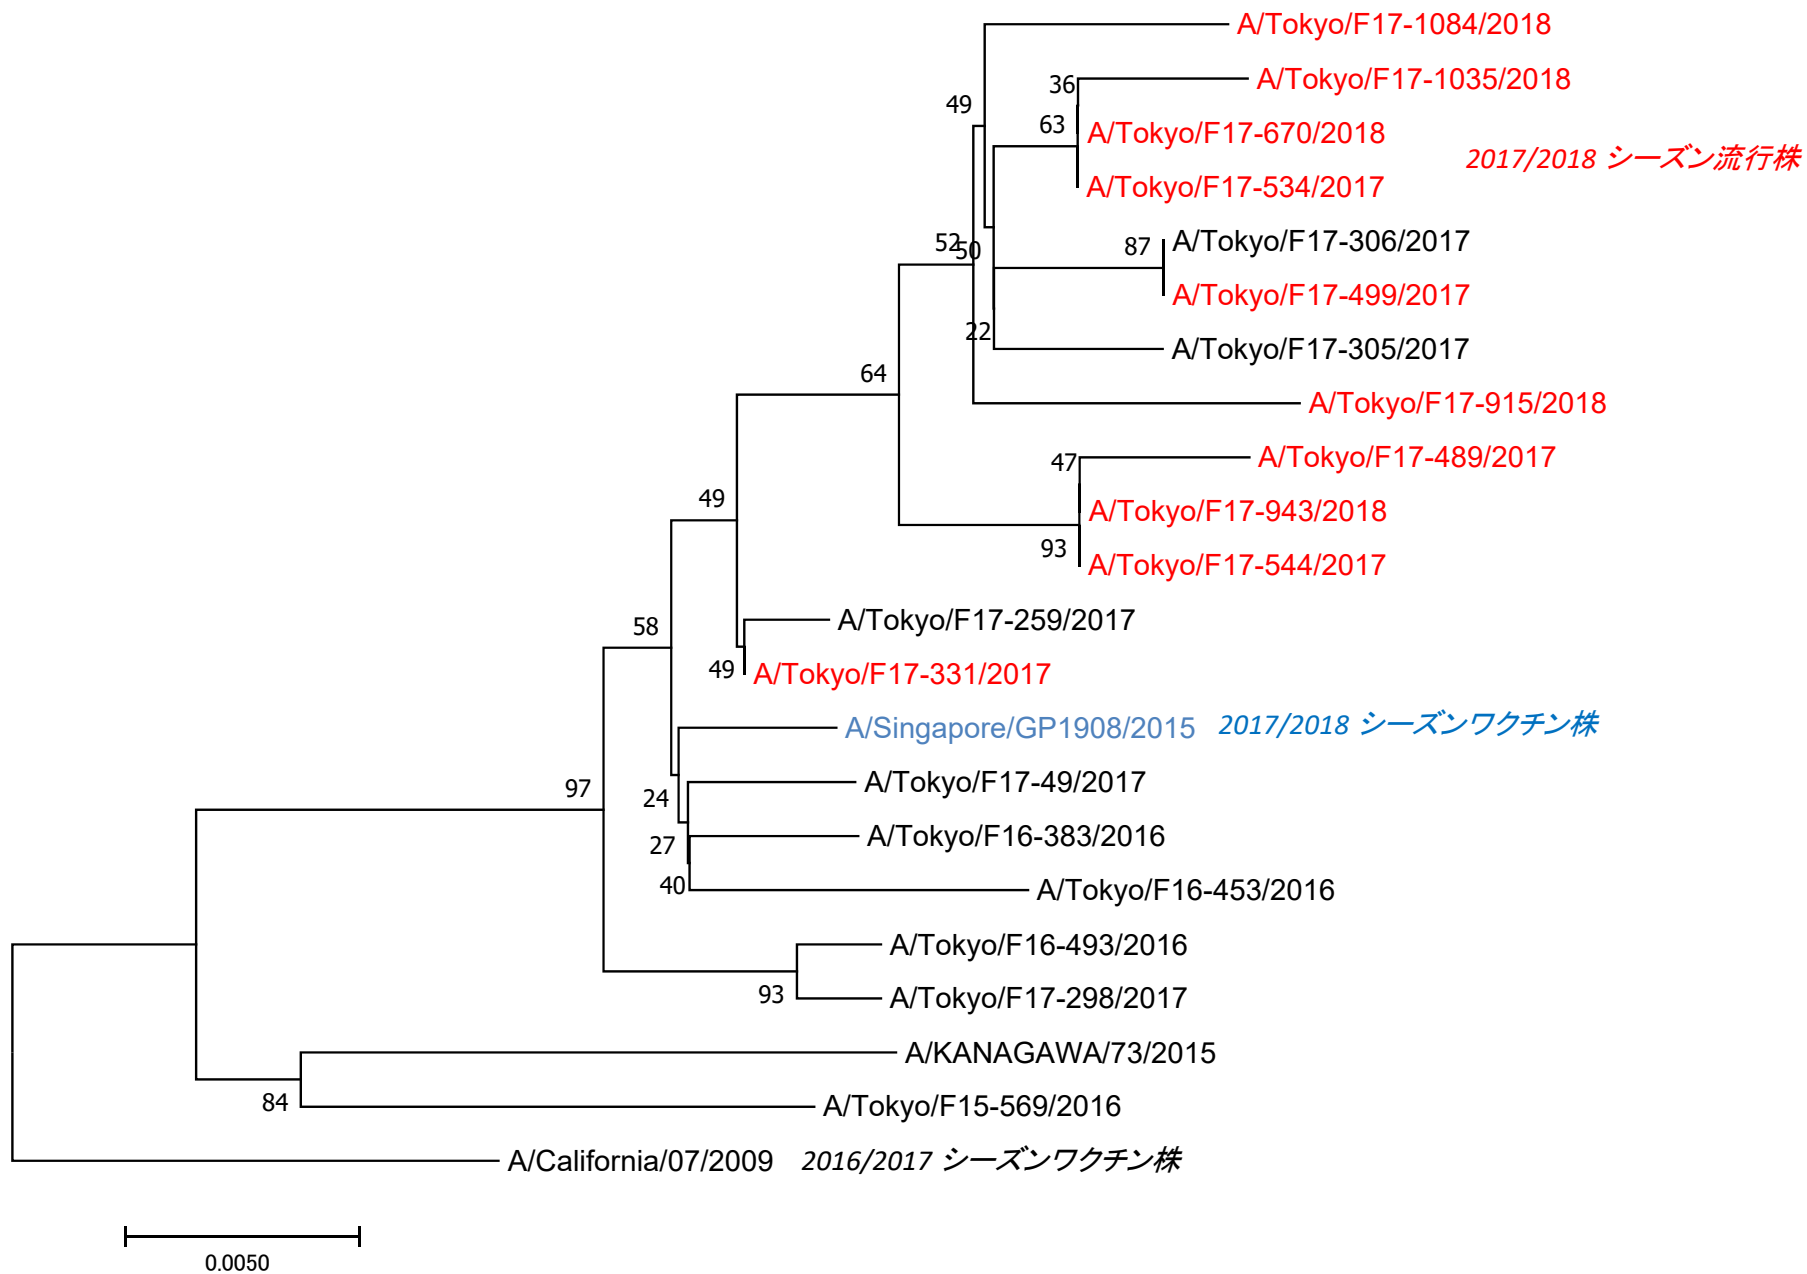 A/Tokyo/F17-1084/2018
36
A/Tokyo/F17-1035/2018
49
63
A/Tokyo/F17-670/2018
2017/2018 シーズン流行株
A/Tokyo/F17-534/2017
52
50
87
A/Tokyo/F17-306/2017
A/Tokyo/F17-499/2017
22
A/Tokyo/F17-305/2017
64
A/Tokyo/F17-915/2018
47
A/Tokyo/F17-489/2017
49
A/Tokyo/F17-943/2018
93
A/Tokyo/F17-544/2017
58
A/Tokyo/F17-259/2017
49
A/Tokyo/F17-331/2017
A/Singapore/GP1908/2015 2017/2018 シーズンワクチン株
97
24
A/Tokyo/F17-49/2017
27
A/Tokyo/F16-383/2016
40
A/Tokyo/F16-453/2016
A/Tokyo/F16-493/2016
93
A/Tokyo/F17-298/2017
A/KANAGAWA/73/2015
84
A/Tokyo/F15-569/2016
A/California/07/2009 2016/2017 シーズンワクチン株
0.0050